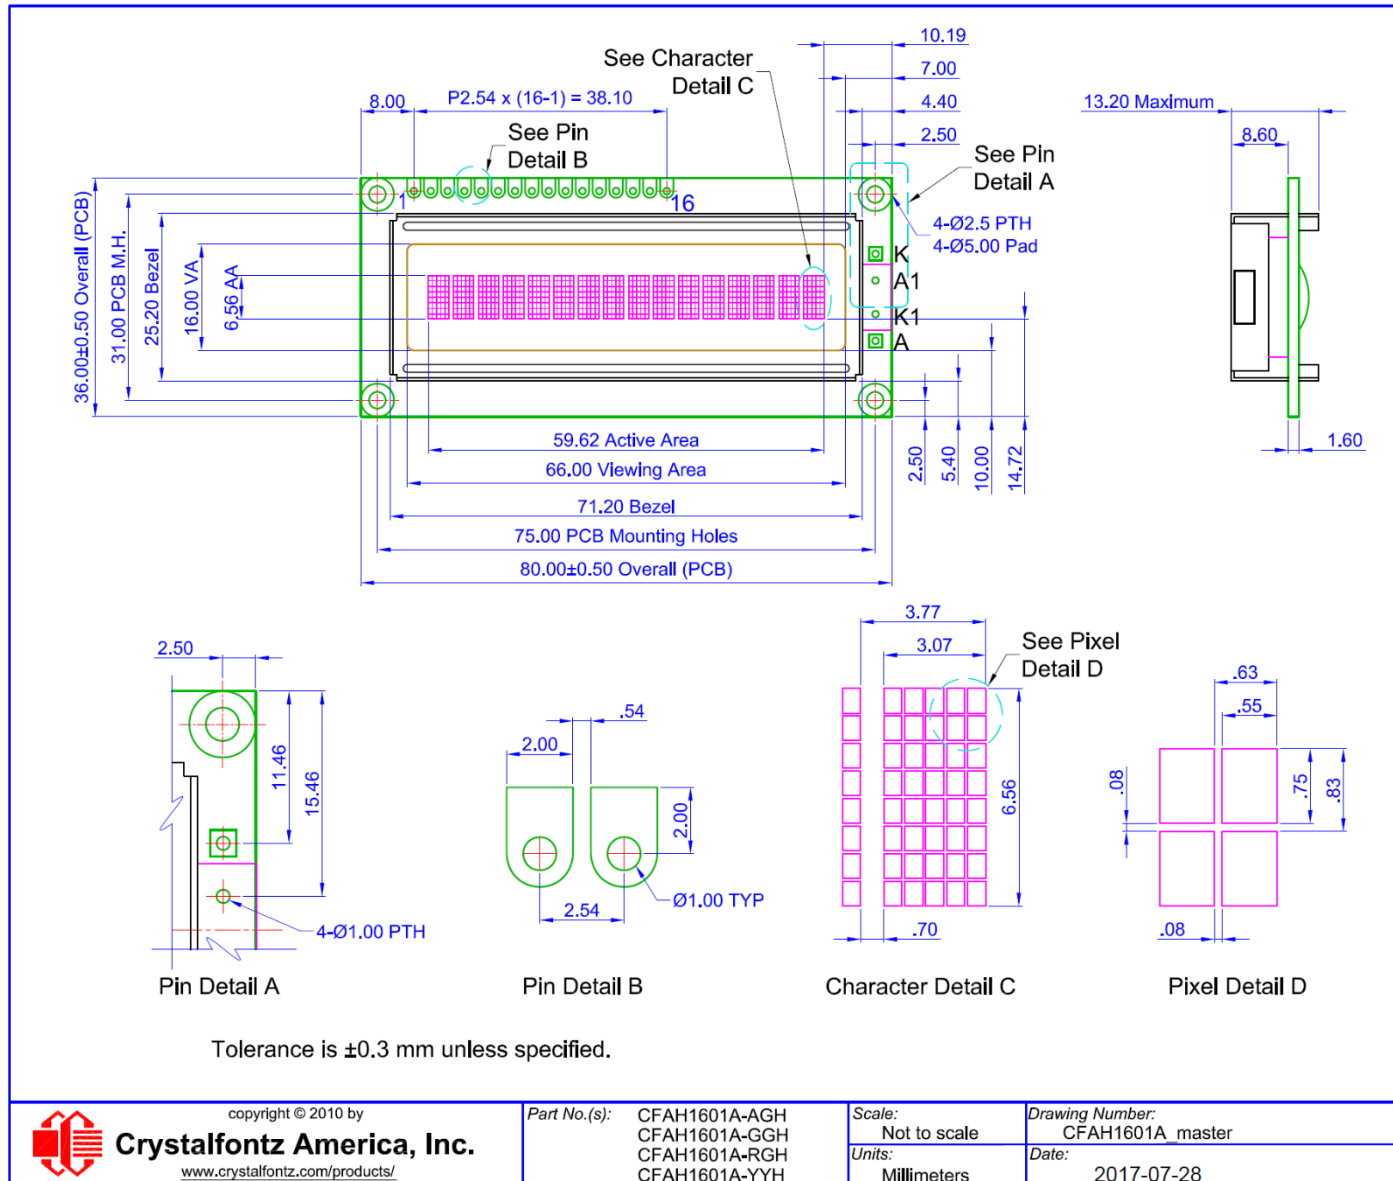 10.19
See Character
Detail C
7.00
8.00
P2.54 x (16-1) = 38.10
4.40
13.20 Maximum
See Pin
Detail B
2.50
8.60
See Pin
Detail A
1
16
4-Ø2.5 PTH
4-Ø5.00 Pad
36.00±0.50 Overall (PCB)
31.00 PCB M.H.
25.20 Bezel
16.00 VA
6.56 AA
K
A1
K1
A
59.62 Active Area
66.00 Viewing Area
71.20 Bezel
75.00 PCB Mounting Holes
80.00±0.50 Overall (PCB)
2.50
5.40
10.00
14.72
1.60
2.50
11.46
15.46
4-Ø1.00 PTH
Pin Detail A
.54
2.00
2.00
2.54
Ø1.00 TYP
Pin Detail B
3.77
3.07
See Pixel
Detail D
6.56
.70
Character Detail C
.63
.55
.08
.75
.83
.08
Pixel Detail D
Tolerance is ±0.3 mm unless specified.
copyright © 2010 by
Crystalfontz America, Inc.
www.crystalfontz.com/products/
Part No.(s):
CFAH1601A-AGH
CFAH1601A-GGH
CFAH1601A-RGH
CFAH1601A-YYH
Scale:
Not to scale
Units:
Millimeters
Drawing Number:
CFAH1601A_master
Date:
2017-07-28